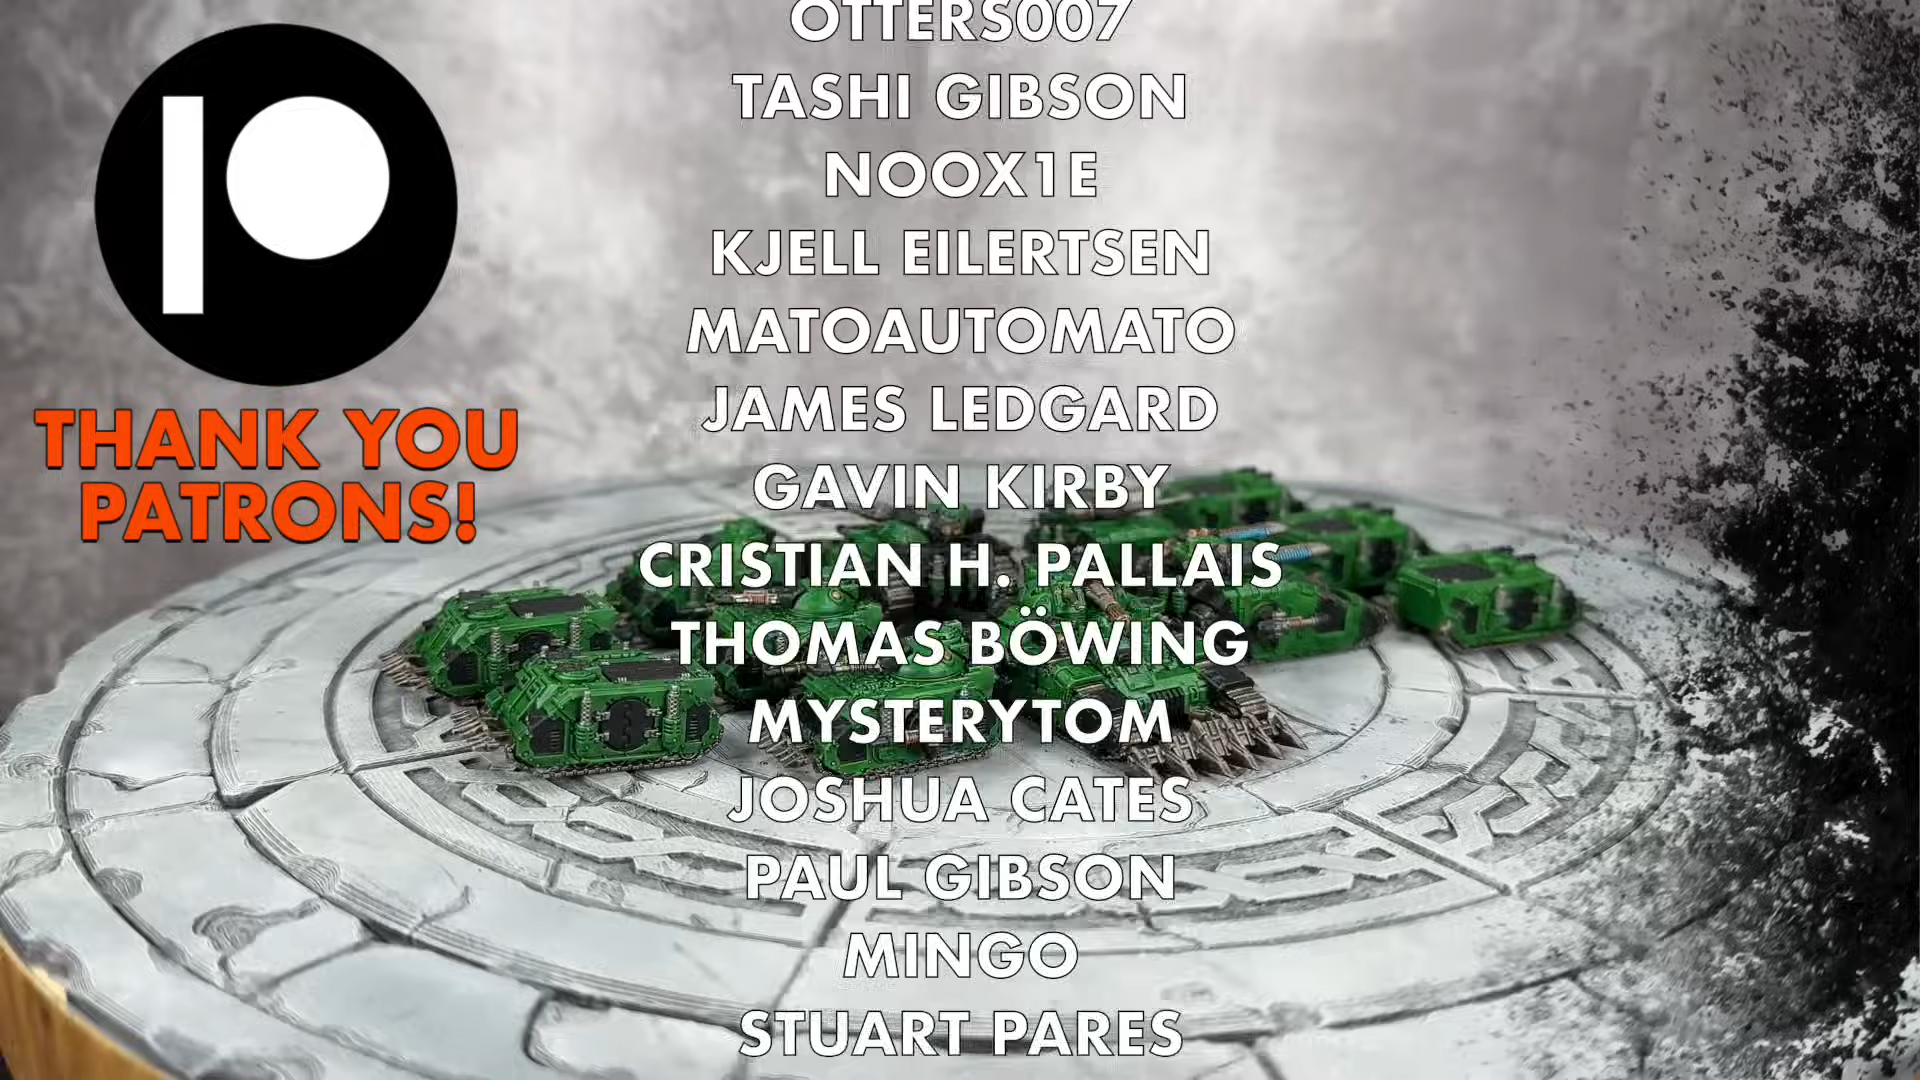 THANK YOU
PATRONS!
OTTERS007
TASHI GIBSON
NOOX1E
KJELL EILERTSEN
MATOAUTOMATO
JAMES LEDGARD
GAVIN KIRBY
CRISTIAN H. PALLAIS
THOMAS BÖWING
MYSTERYTOM
JOSHUA CATES
PAUL GIBSON
MINGO
STUART PARES